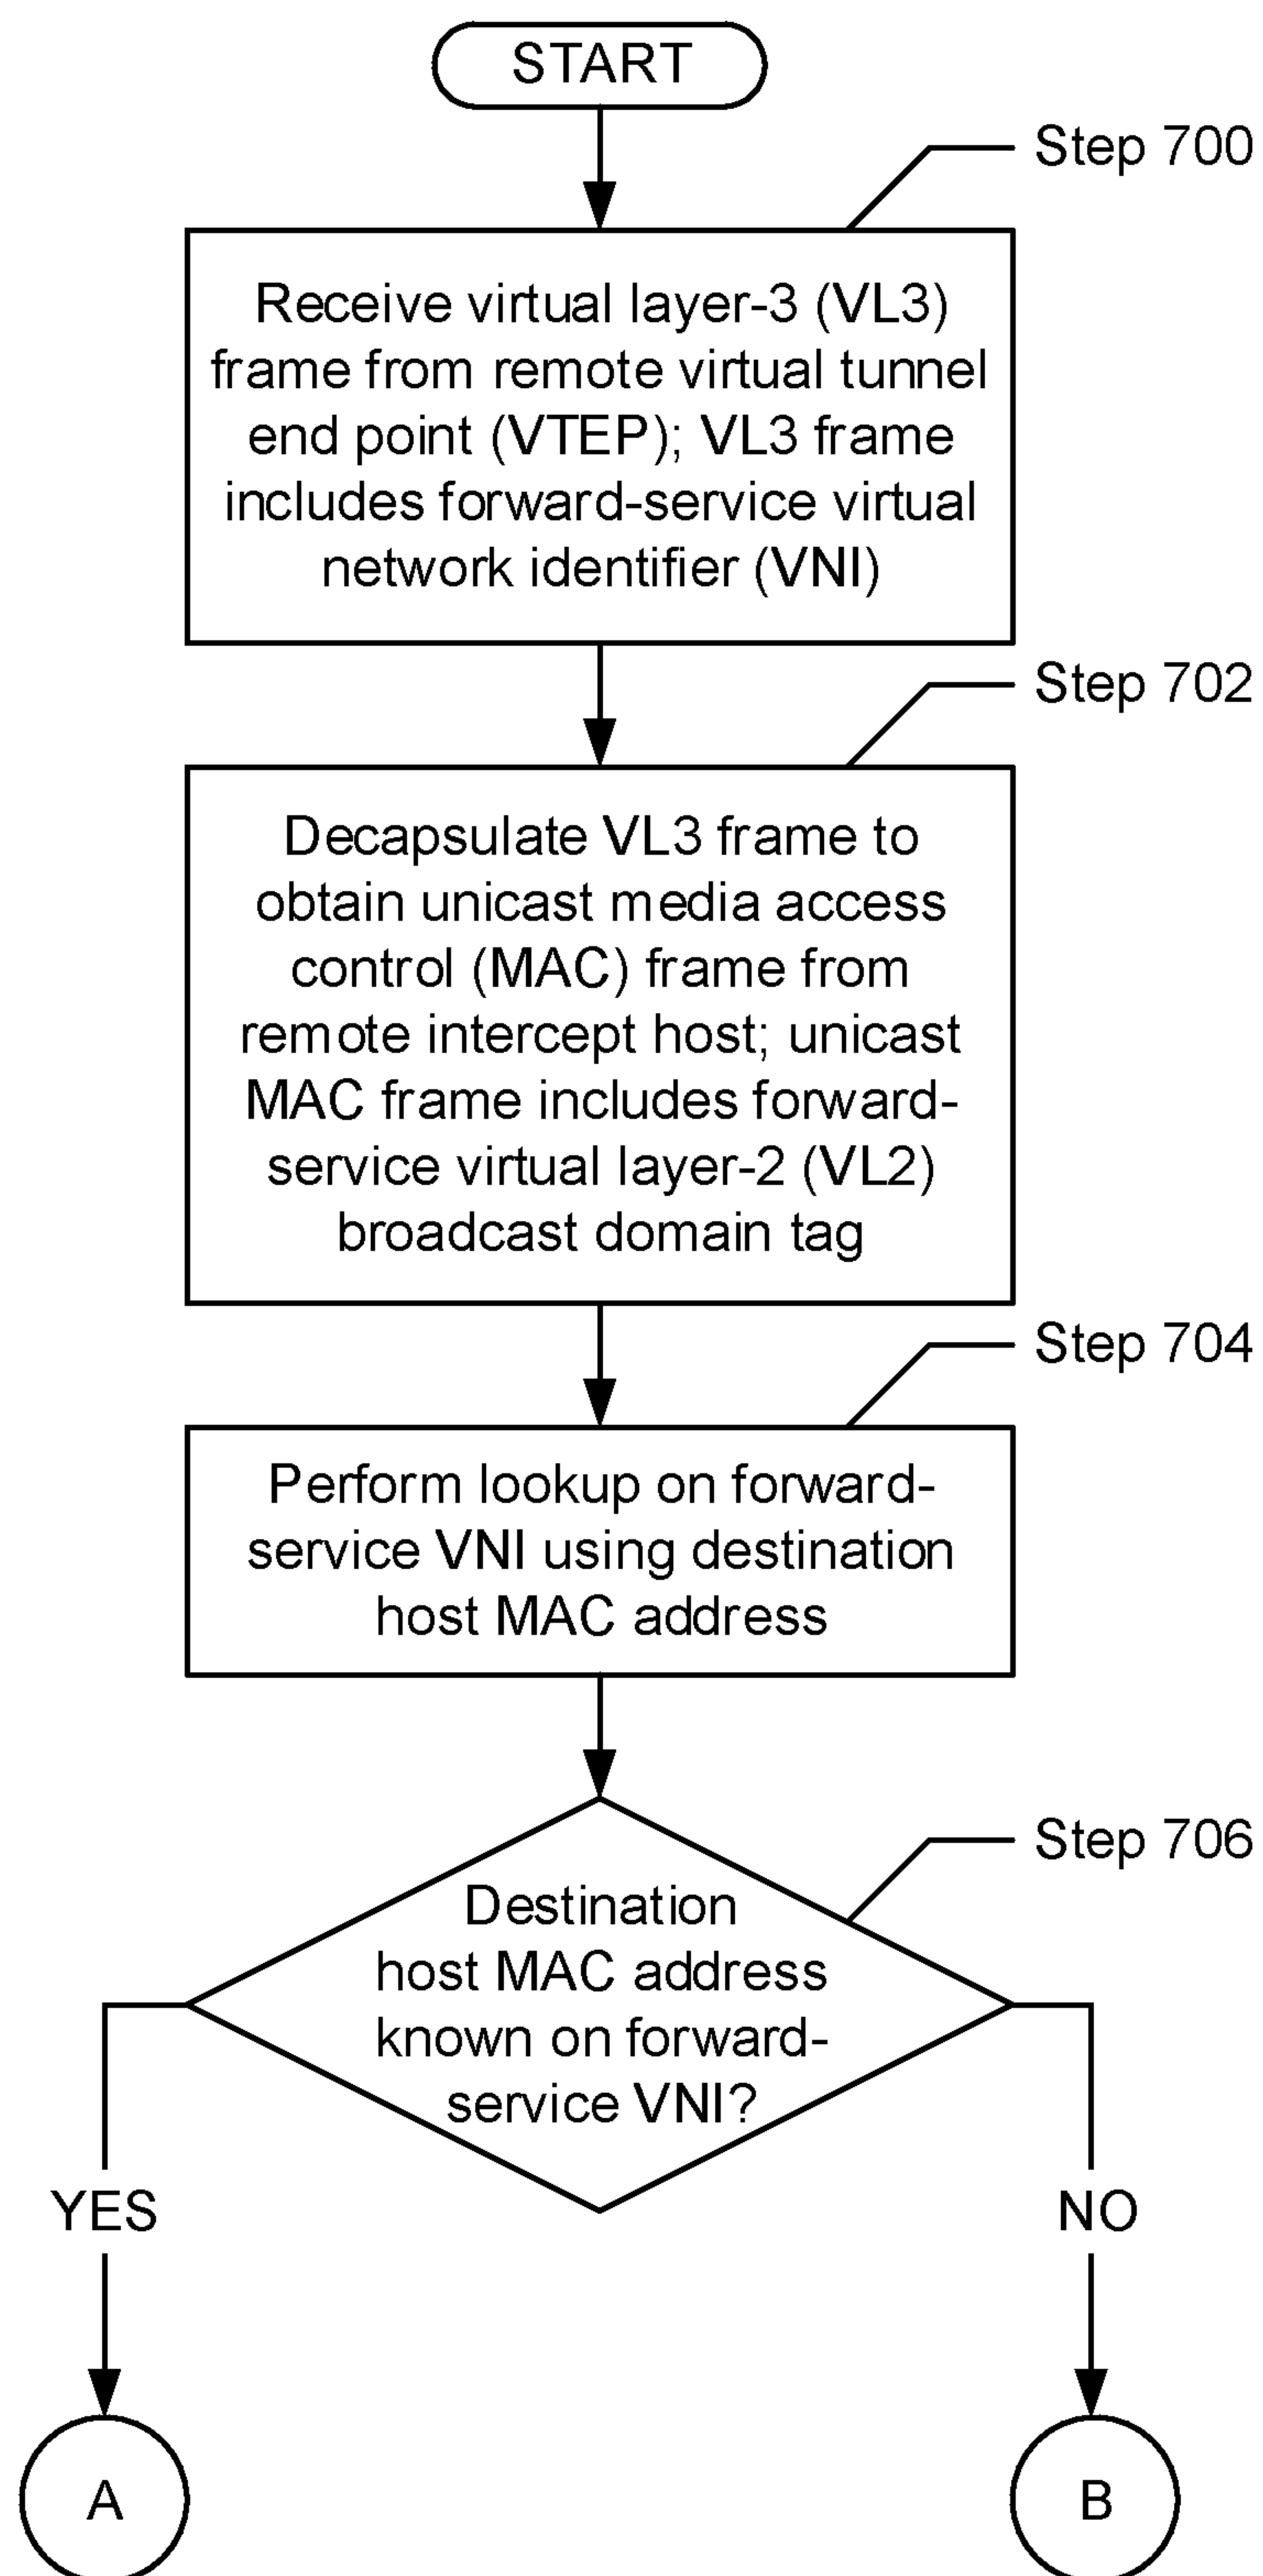 START
Step 700
Receive virtual layer-3 (VL3)
frame from remote virtual tunnel
end point (VTEP); VL3 frame
includes forward-service virtual
network identifier (VNI)
Step 702
Decapsulate VL3 frame to
obtain unicast media access
control (MAC) frame from
remote intercept host; unicast
MAC frame includes forward-
service virtual layer-2 (VL2)
broadcast domain tag
Step 704
Perform lookup on forward-
service VNI using destination
host MAC address
Step 706
Destination
host MAC address
known on forward-
service VNI?
YES
NO
A
B